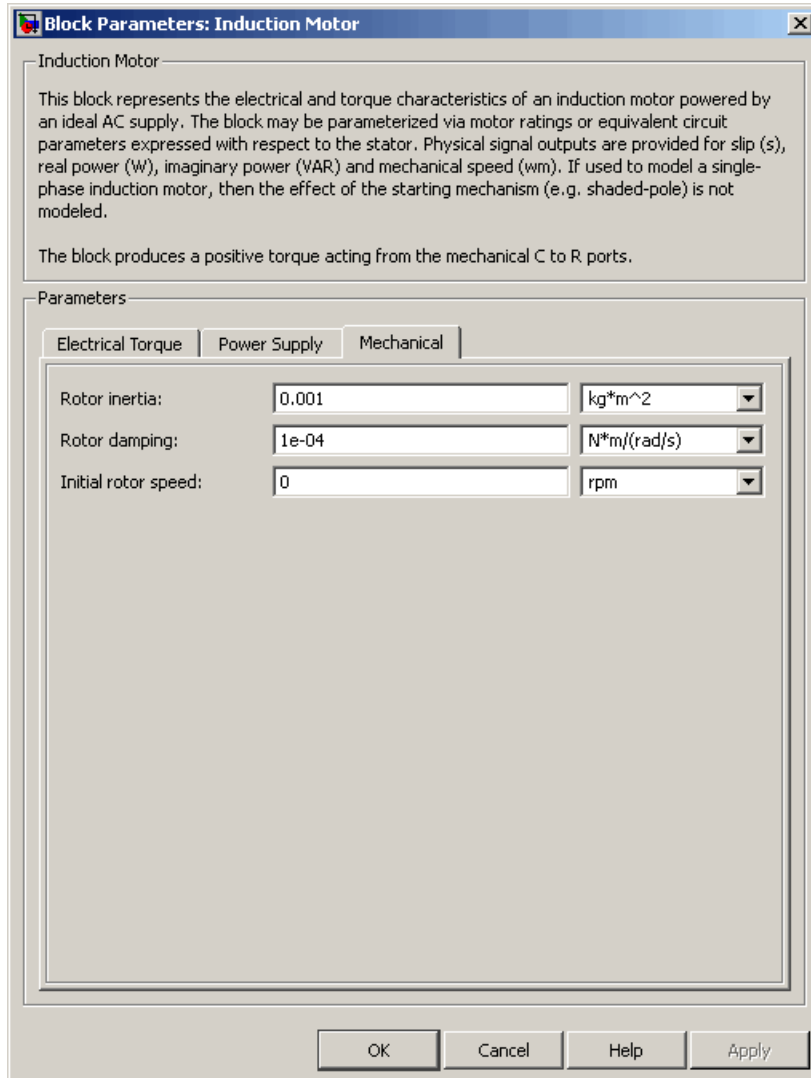 Block Parameters: Induction Motor
Induction Motor
This block represents the electrical and torque characteristics of an induction motor powered by
an ideal AC supply. The block may be parameterized via motor ratings or equivalent circuit
parameters expressed with respect to the stator. Physical signal outputs are provided for slip (s),
real power (W), imaginary power (VAR) and mechanical speed (wm). If used to model a single-
phase induction motor, then the effect of the starting mechanism (e.g. shaded-pole) is not
modeled.
The block produces a positive torque acting from the mechanical C to R ports.
Parameters
Electrical Torque Power Supply Mechanical
Rotor inertia: 0.001 kg*m^2
Rotor damping: 1e-04 N*m/(rad/s)
Initial rotor speed: 0 rpm
OK Cancel Help Apply